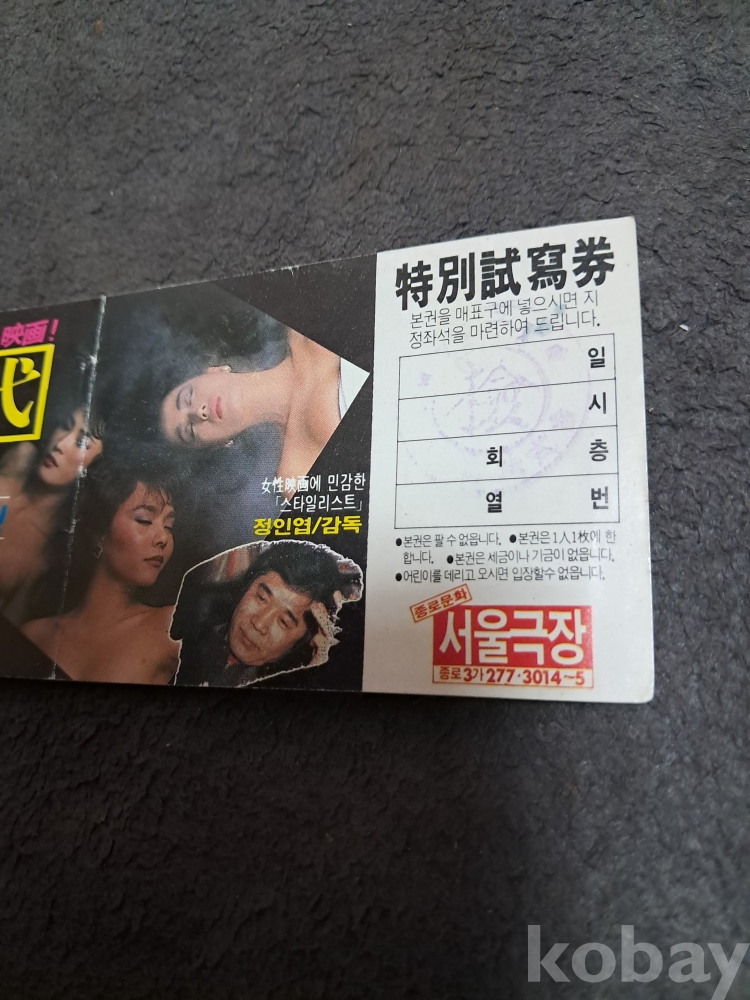 映画!
代
女性映画에 민감한
「스타일리스트」
정인엽/감독
特別試寫券
본권을 매표구에 넣으시면 지
정좌석을 마련하여 드립니다.
일
시
회 층
열 번
●본권은 팔 수 없읍니다. ●본권은 1人1枚에 한
합니다. ●본권은 세금이나 기금이 없읍니다.
●어린이를 데리고 오시면 입장할수 없읍니다.
종로문화
서울극장
종로3가 277·3014~5
kobay